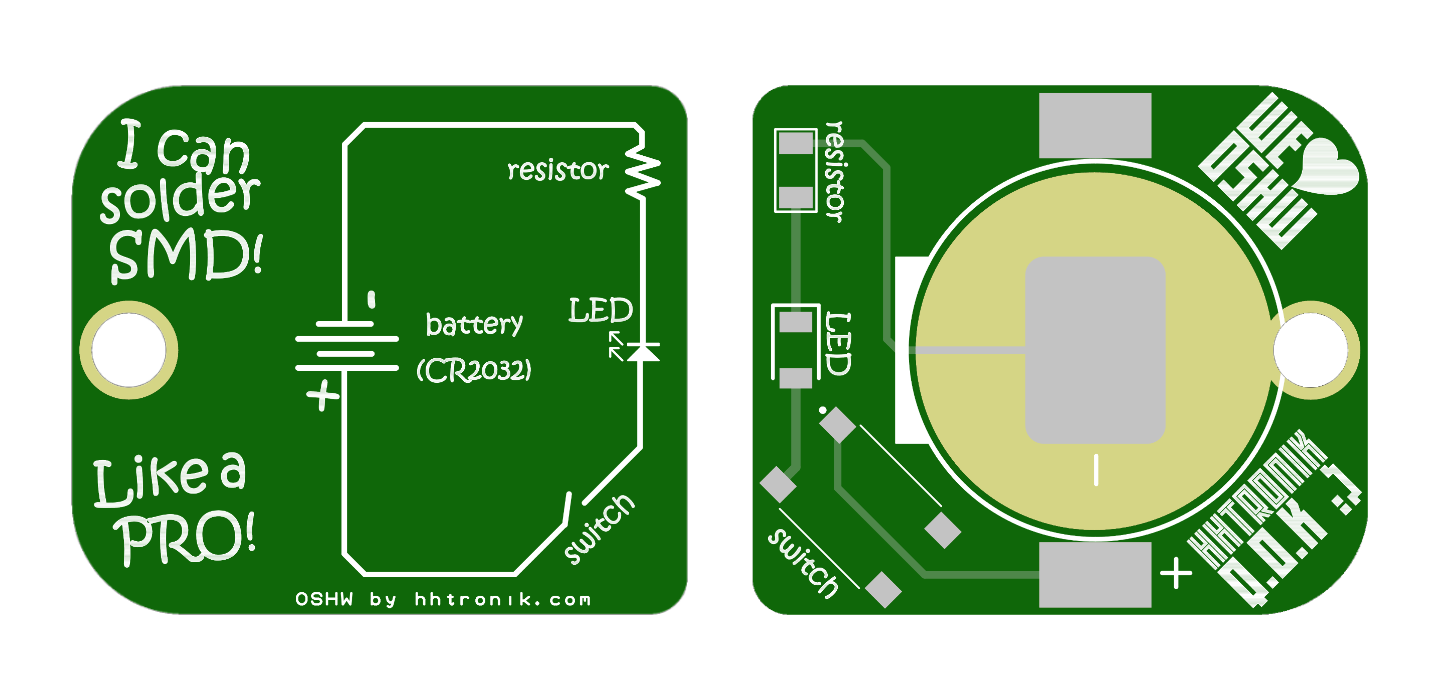 I can
solder
SMD!
resistor
LED
-
battery
(CR2032)
+
switch
Like a
PRO!
OSHW by hhtronik.com
resistor
WE ♥
OSHW
LED
switch
-
+
HHTRONIK
Q.Q.K :J